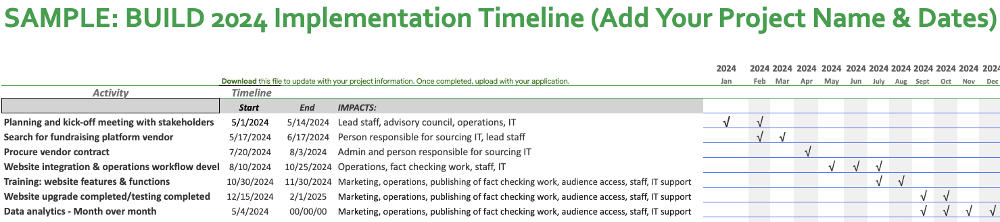 SAMPLE: BUILD 2024 Implementation Timeline (Add Your Project Name & Dates)
2024 2024 2024 2024 2024 2024 2024 2024 2024 2024 2024 2024
Download this file to update with your project information. Once completed, upload with your application. Jan Feb Mar Apr May Jun July Aug Sept Oct Nov Dec
Activity Timeline
Start End IMPACTS:
Planning and kick-off meeting with stakeholders 5/1/2024 5/14/2024 Lead staff, advisory council, operations, IT √ √
Search for fundraising platform vendor 5/17/2024 6/17/2024 Person responsible for sourcing IT, lead staff √ √
Procure vendor contract 7/20/2024 8/3/2024 Admin and person responsible for sourcing IT √
Website integration & operations workflow devel 8/10/2024 10/25/2024 Operations, fact checking work, staff, IT √ √ √
Training: website features & functions 10/30/2024 11/30/2024 Marketing, operations, publishing of fact checking work, audience access, staff, IT support √ √
Website upgrade completed/testing completed 12/15/2024 2/1/2025 Marketing, operations, publishing of fact checking work, audience access, staff, IT support √ √
Data analytics - Month over month 5/4/2024 00/00/00 Marketing, operations, publishing of fact checking work, audience access, staff, IT support √ √ √ √